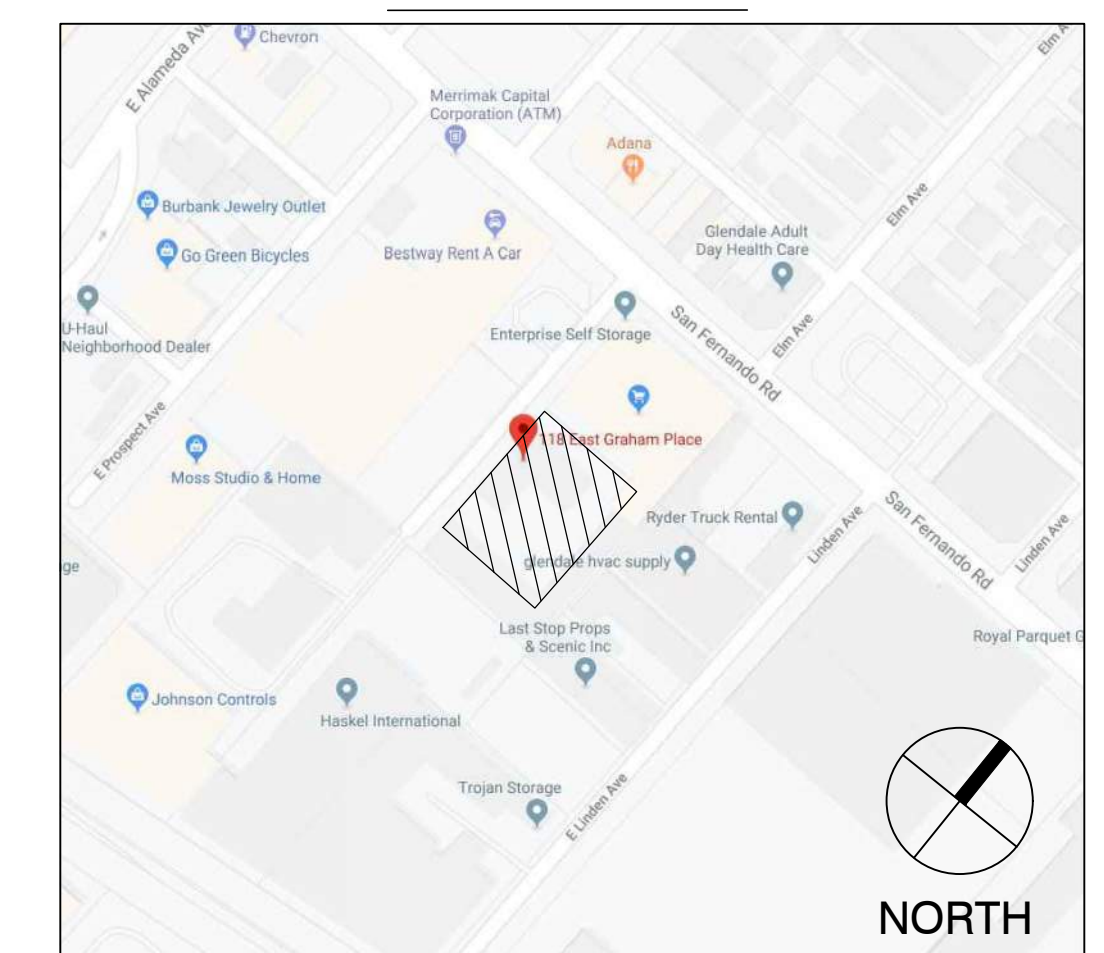 E Alameda Ave
Chevron
Elm A
Merrimak Capital
Corporation (ATM)
Adana
Elm Ave
Burbank Jewelry Outlet
Glendale Adult
Day Health Care
Go Green Bicycles
Bestway Rent A Car
U-Haul
Neighborhood Dealer
Enterprise Self Storage
San Fernando Rd
Elm Ave
E Prospect Ave
118 East Graham Place
Moss Studio & Home
Ryder Truck Rental
Linden Ave
San Fernando Rd
Linden Ave
glendale hvac supply
ge
Last Stop Props
& Scenic Inc
Royal Parquet G
Johnson Controls
Haskel International
Trojan Storage
E Linden Ave
NORTH